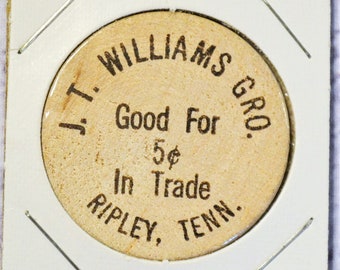 J. T. WILLIAMS GRO.
Good For
5¢
In Trade
RIPLEY, TENN.